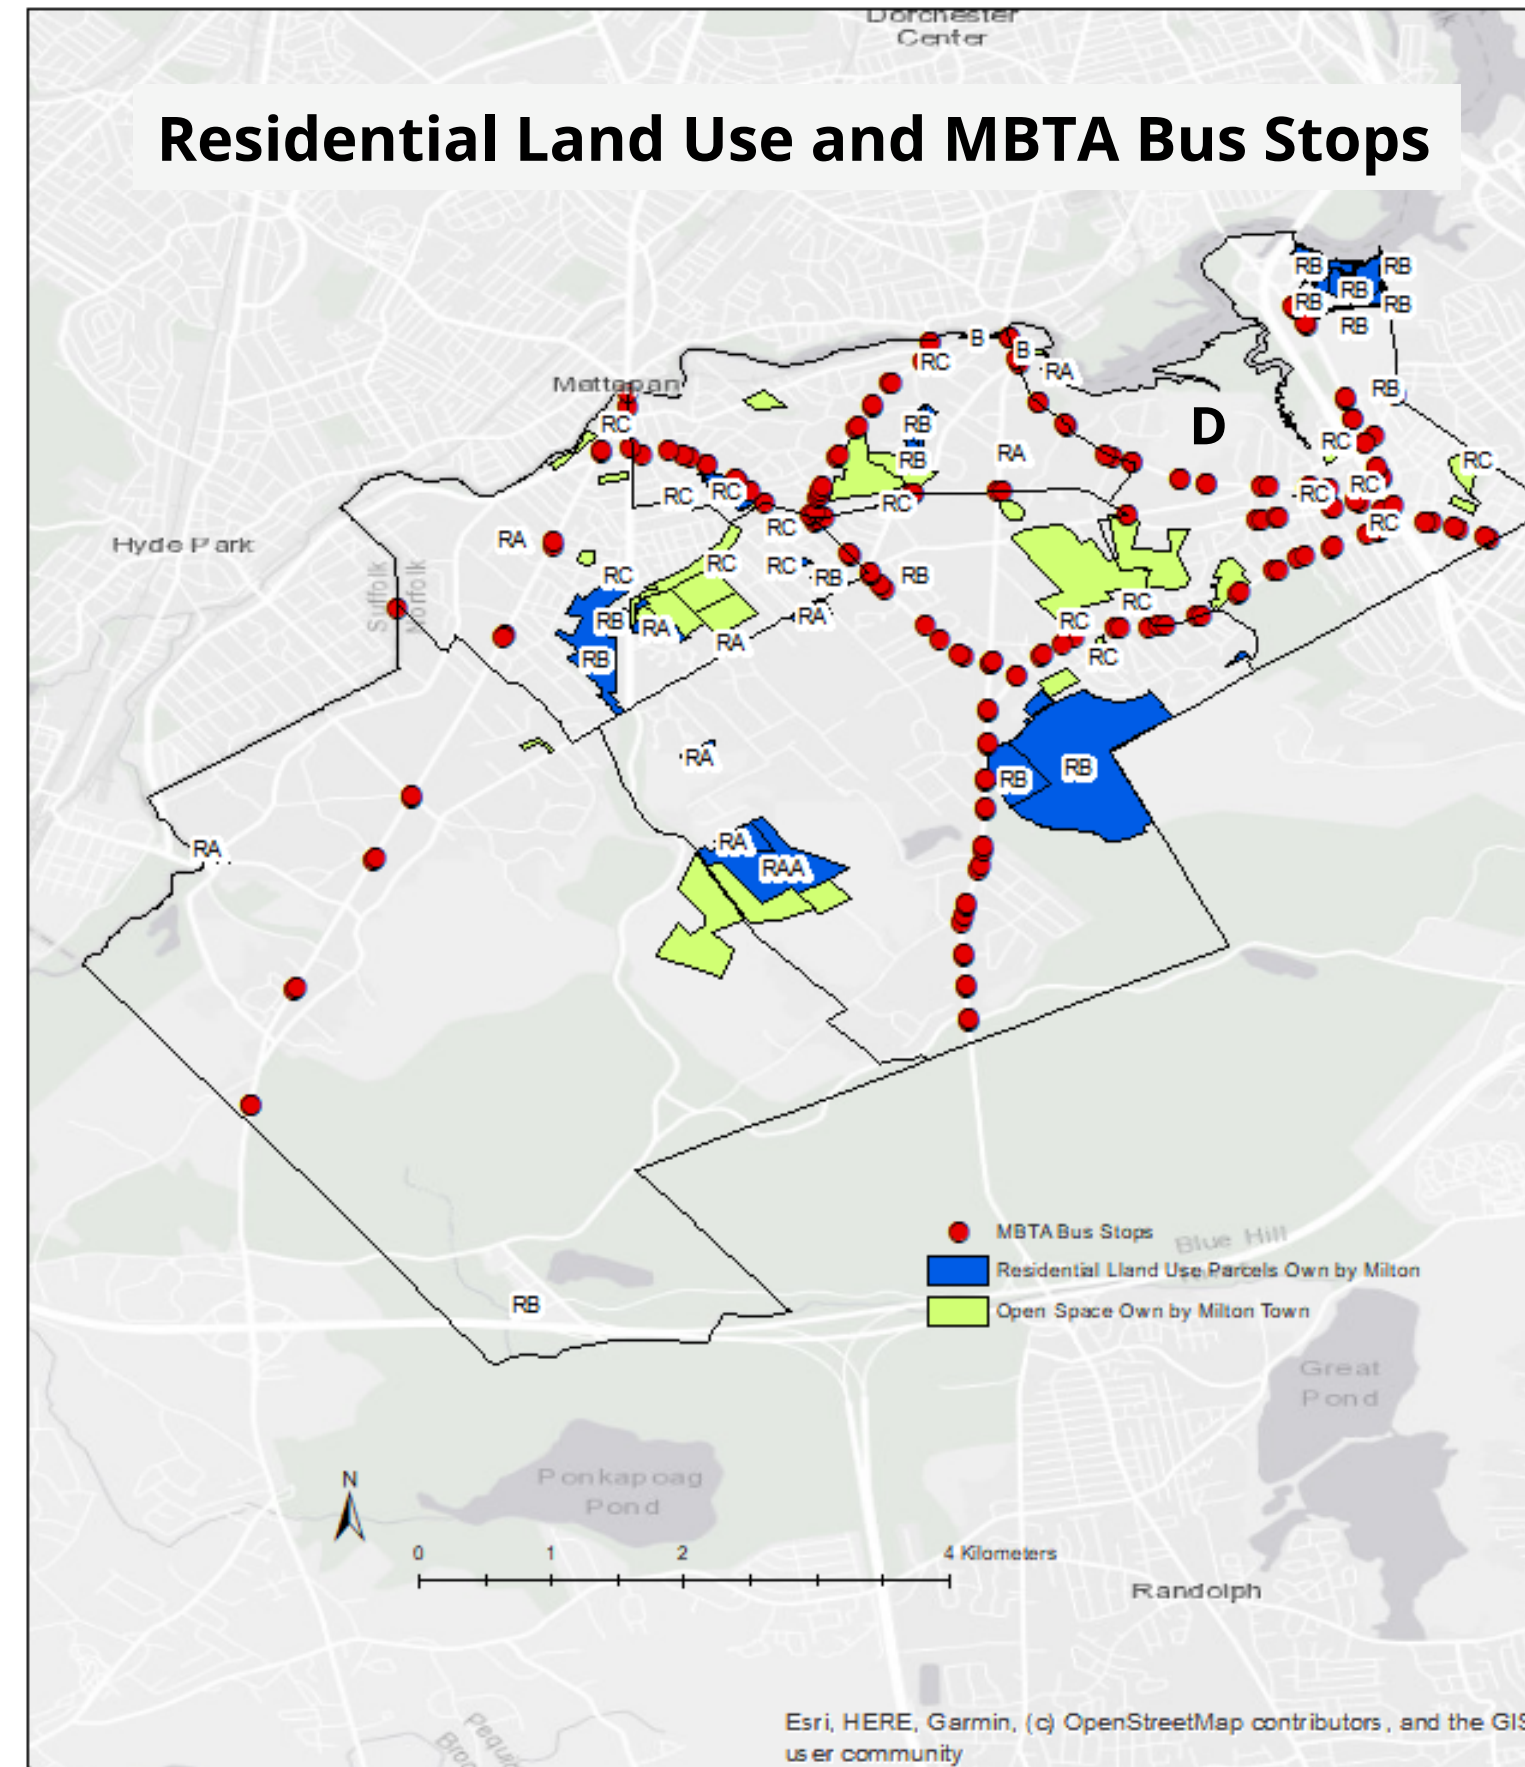 Dorchester
Center
Residential Land Use and MBTA Bus Stops
RB
RB
RB
RB
RB
RB
B
B
RC
RA
Mattapan
RB
RC
RB
D
RC
RA
RB
RC
RC
RC
RC
RC
RC
RC
RC
RA
Hyde Park
Suffolk
Norfolk
RC
RC
RC
RB
RB
RC
RB
RA
RA
RA
RC
RC
RC
RB
RA
RB
RB
RA
RA
RAA
MBTA Bus Stops
Blue Hill
Residential Lland Use Parcels Own by Milton
Open Space Own by Milton Town
RB
Great
Pond
N
Ponkapoag
Pond
0 1 2 4 Kilometers
Randolph
Esri, HERE, Garmin, (c) OpenStreetMap contributors, and the GIS
user community